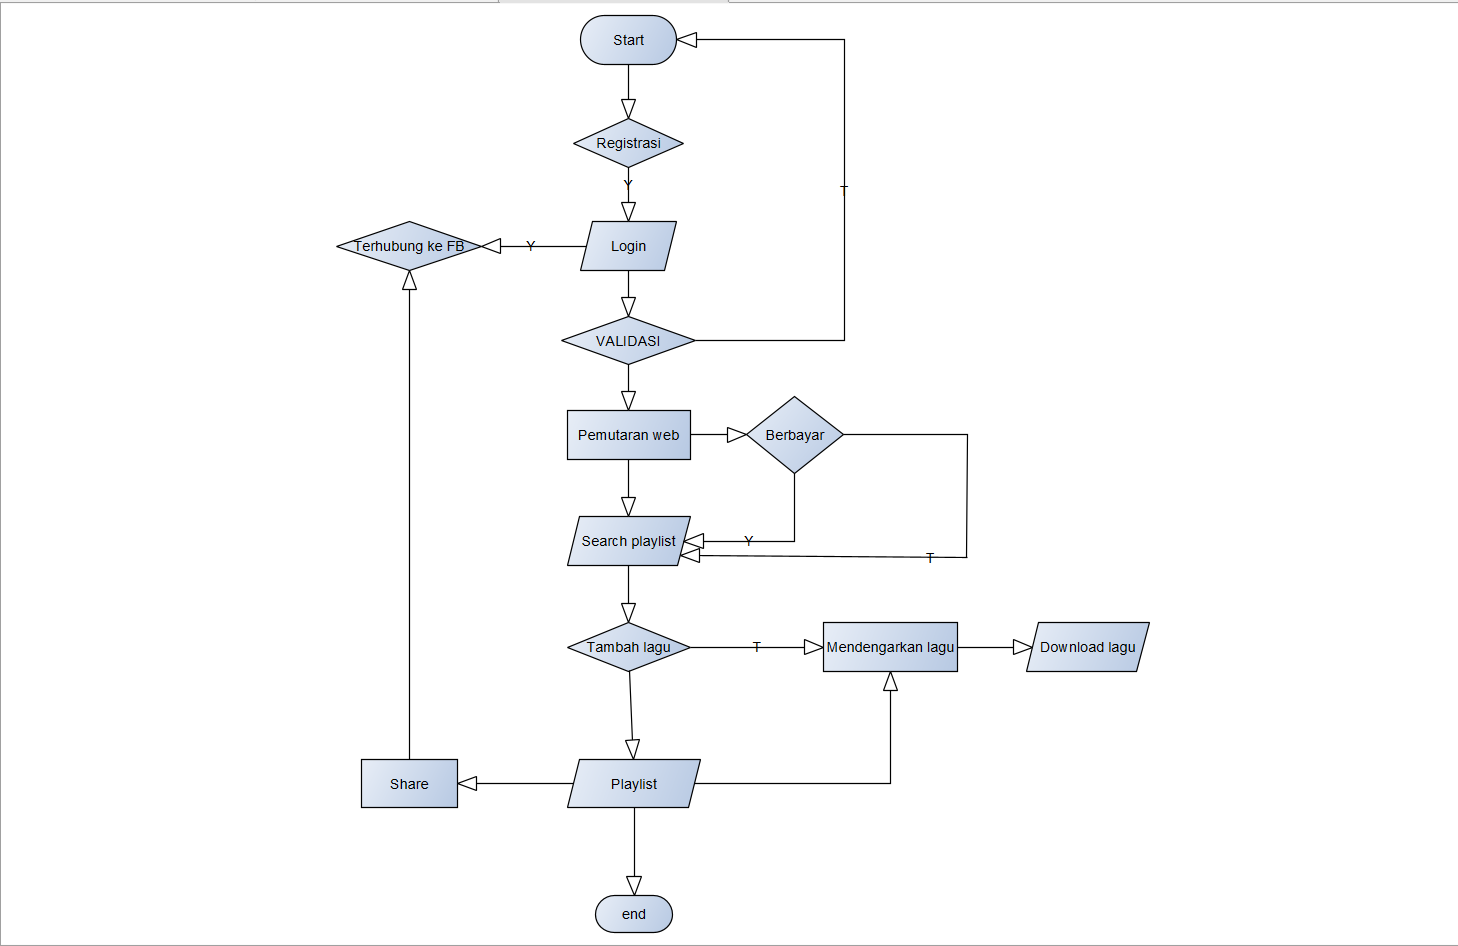 Start
Registrasi
Y
T
Terhubung ke FB
Y
Login
VALIDASI
Pemutaran web
Berbayar
Search playlist
Y
T
Tambah lagu
T
Mendengarkan lagu
Download lagu
Share
Playlist
end